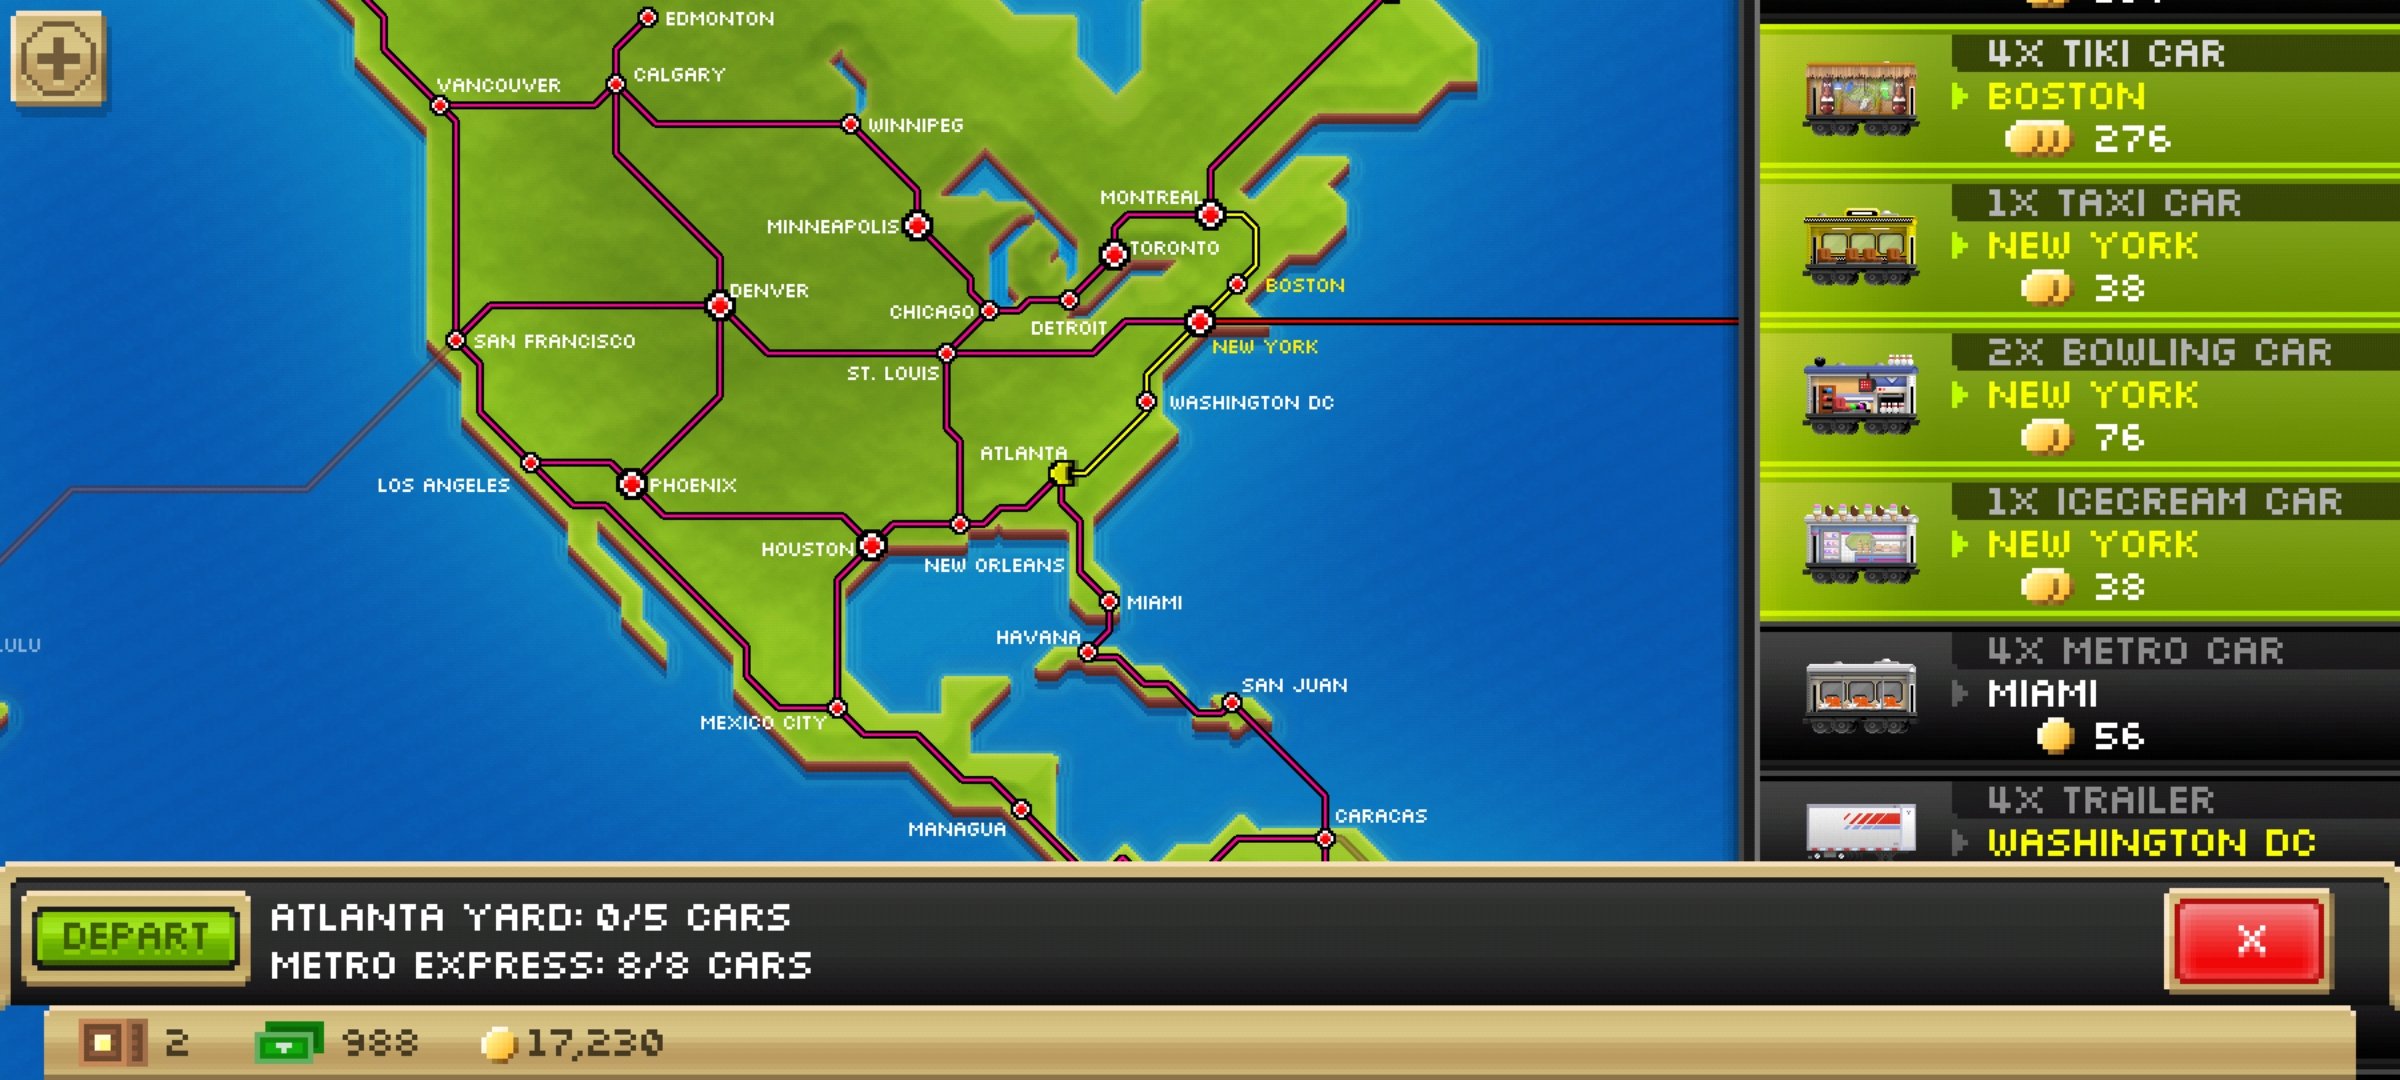 EDMONTON
CALGARY
VANCOUVER
WINNIPEG
MONTREAL
MINNEAPOLIS
TORONTO
DENVER
BOSTON
CHICAGO
DETROIT
SAN FRANCISCO
NEW YORK
ST. LOUIS
WASHINGTON DC
ATLANTA
LOS ANGELES
PHOENIX
HOUSTON
NEW ORLEANS
MIAMI
HAVANA
SAN JUAN
MEXICO CITY
MANAGUA
CARACAS
4X TIKI CAR
BOSTON
276
1X TAXI CAR
NEW YORK
38
2X BOWLING CAR
NEW YORK
76
1X ICECREAM CAR
NEW YORK
38
4X METRO CAR
MIAMI
56
4X TRAILER
WASHINGTON DC
DEPART
ATLANTA YARD: 0/5 CARS
METRO EXPRESS: 8/8 CARS
X
2
988
17,230